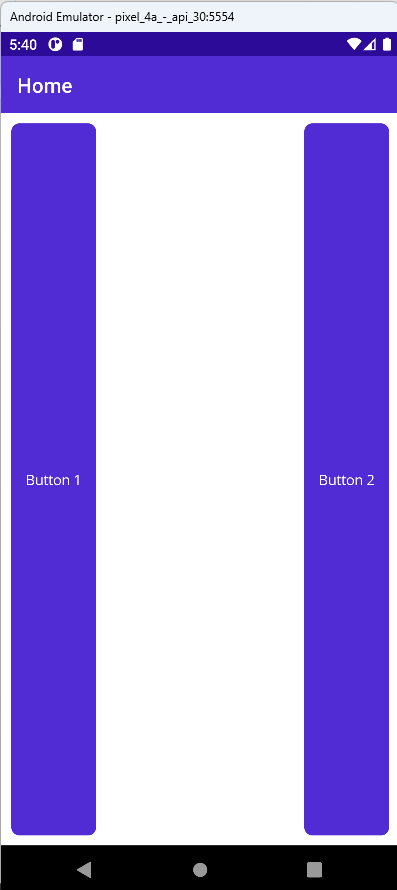 Android Emulator - pixel_4a_-_api_30:5554
5:40
Home
Button 1
Button 2